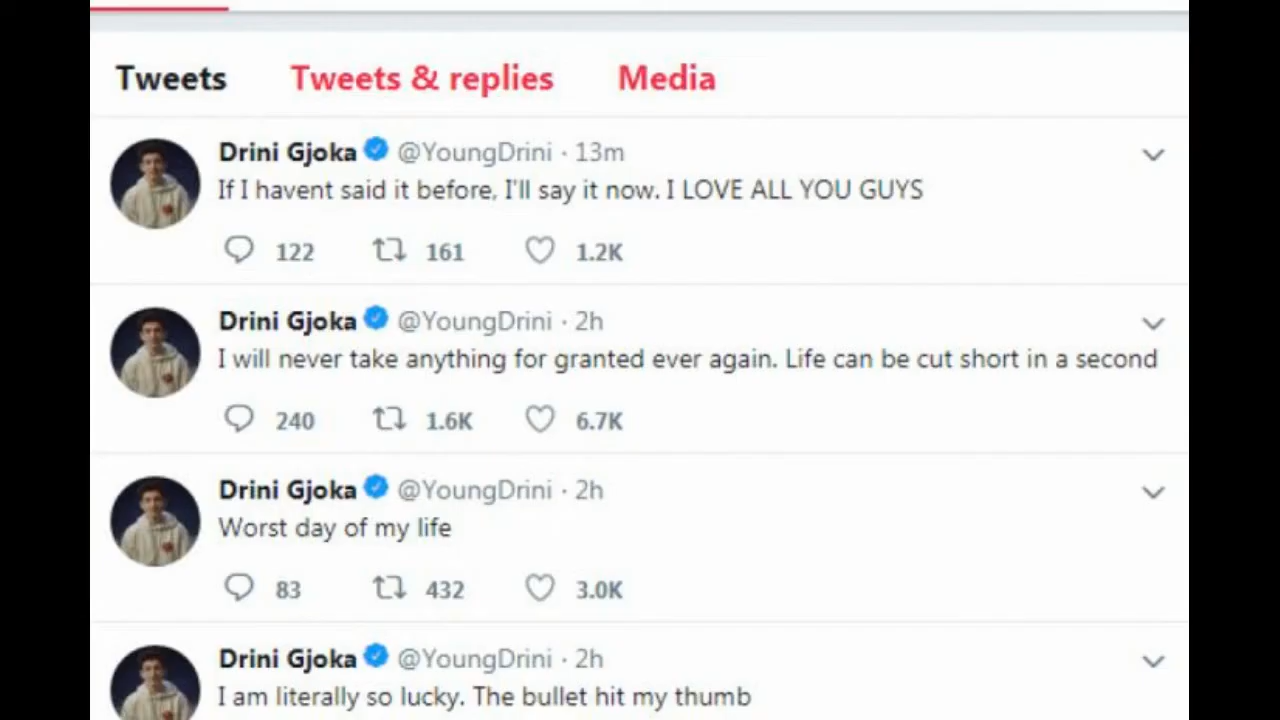 Tweets Tweets & replies Media
Drini Gjoka @YoungDrini · 13m
If I havent said it before, I'll say it now. I LOVE ALL YOU GUYS
122 161 1.2K
Drini Gjoka @YoungDrini · 2h
I will never take anything for granted ever again. Life can be cut short in a second
240 1.6K 6.7K
Drini Gjoka @YoungDrini · 2h
Worst day of my life
83 432 3.0K
Drini Gjoka @YoungDrini · 2h
I am literally so lucky. The bullet hit my thumb